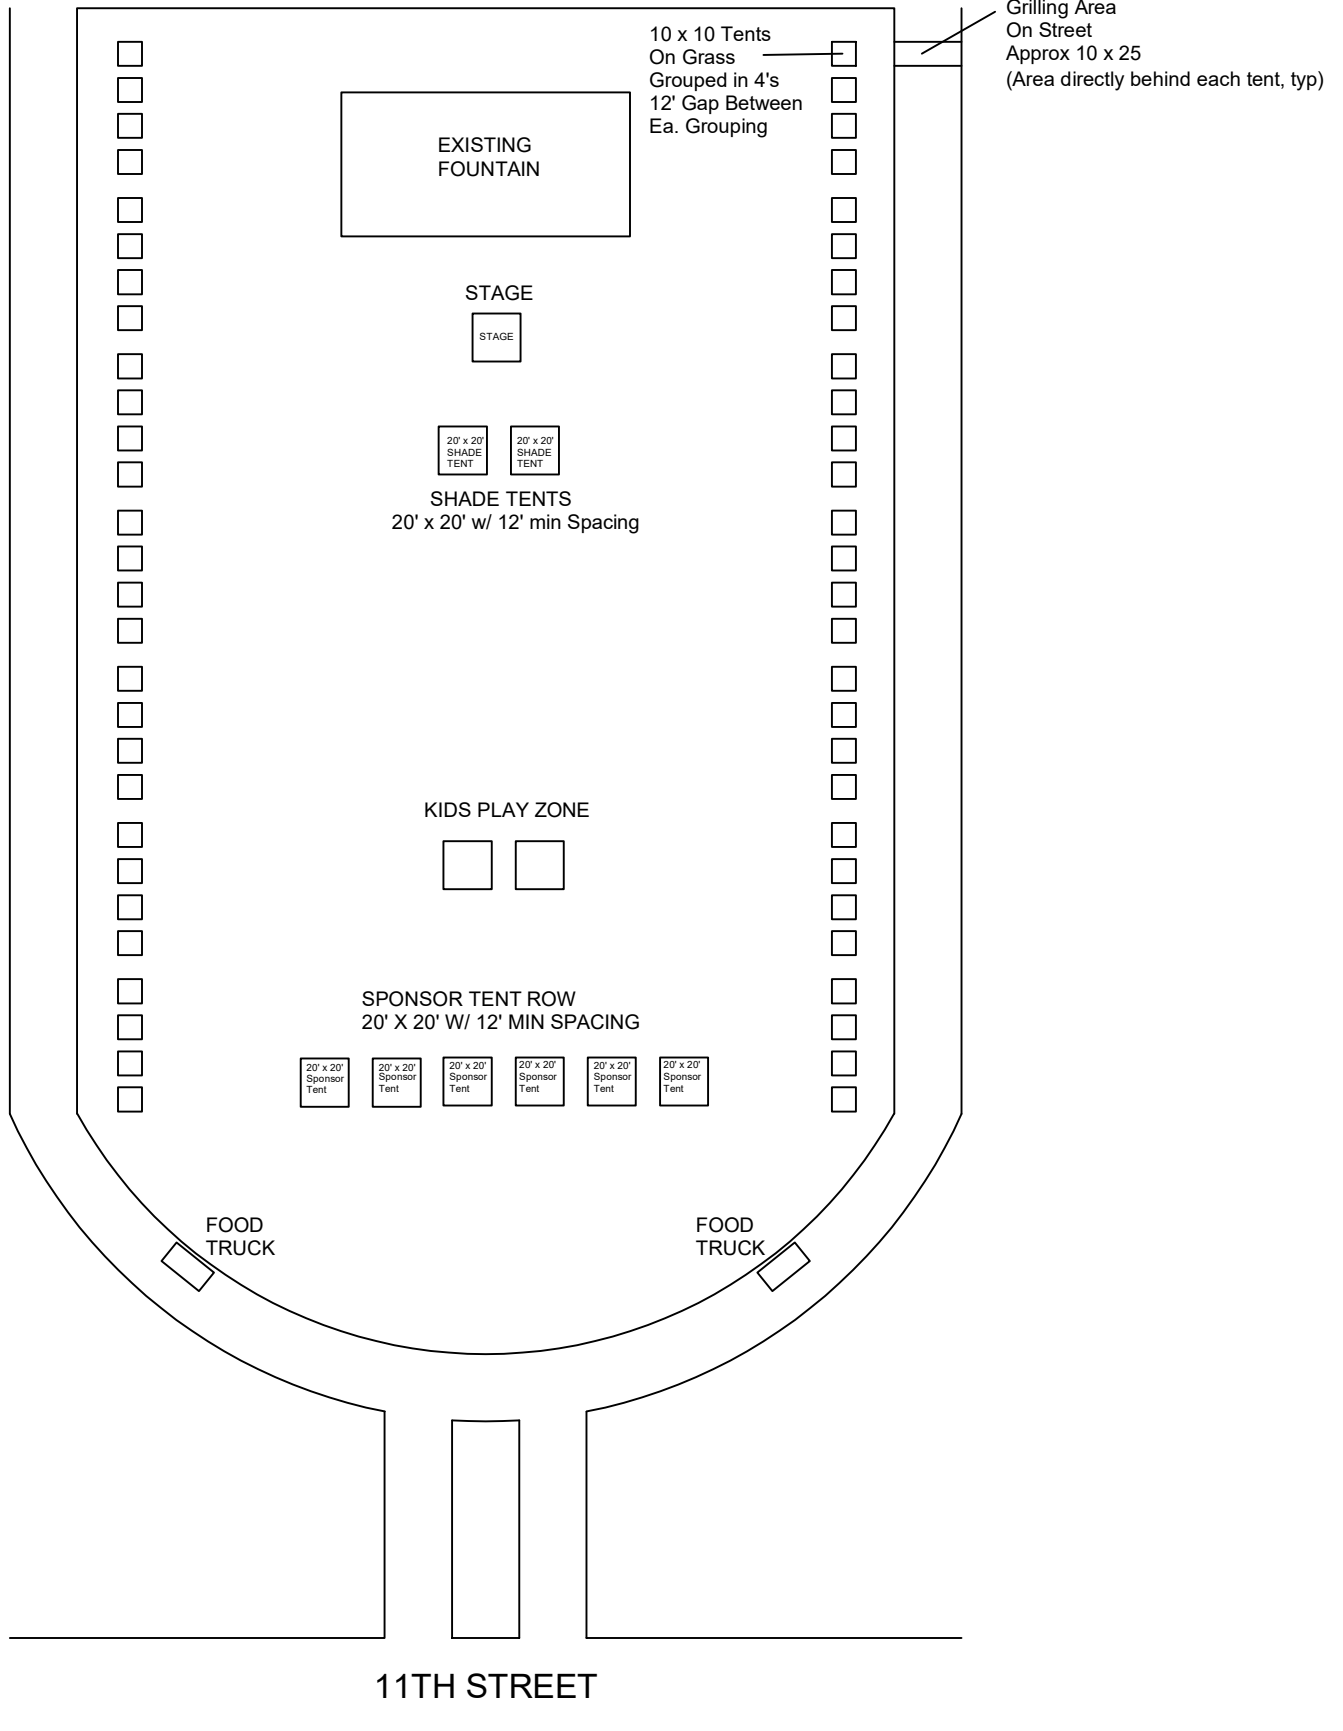 Grilling Area
On Street
Approx 10 x 25
(Area directly behind each tent, typ)
10 x 10 Tents
On Grass
Grouped in 4's
12' Gap Between
Ea. Grouping
EXISTING
FOUNTAIN
STAGE
STAGE
20' x 20'
SHADE
TENT
20' x 20'
SHADE
TENT
SHADE TENTS
20' x 20' w/ 12' min Spacing
KIDS PLAY ZONE
SPONSOR TENT ROW
20' X 20' W/ 12' MIN SPACING
20' x 20'
Sponsor
Tent
20' x 20'
Sponsor
Tent
20' x 20'
Sponsor
Tent
20' x 20'
Sponsor
Tent
20' x 20'
Sponsor
Tent
20' x 20'
Sponsor
Tent
FOOD
TRUCK
FOOD
TRUCK
11TH STREET